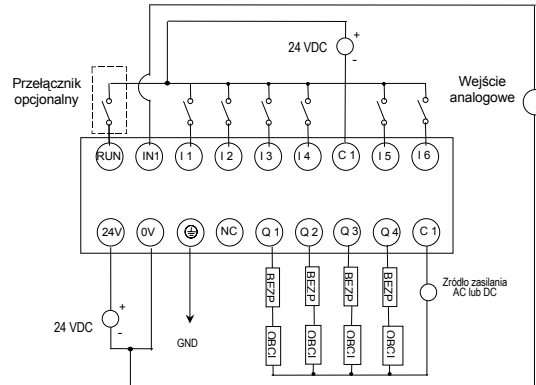 24 VDC
+
-
Przełącznik
opcjonalny
Wejście
analogowe
RUN IN1 I 1 I 2 I 3 I 4 C 1 I 5 I 6
24V 0V NC Q 1 Q 2 Q 3 Q 4 C 1
BEZP. BEZP. BEZP. BEZP.
Zródło zasilania
AC lub DC
+
24 VDC
-
GND
OBCI OBCI OBCI OBCI